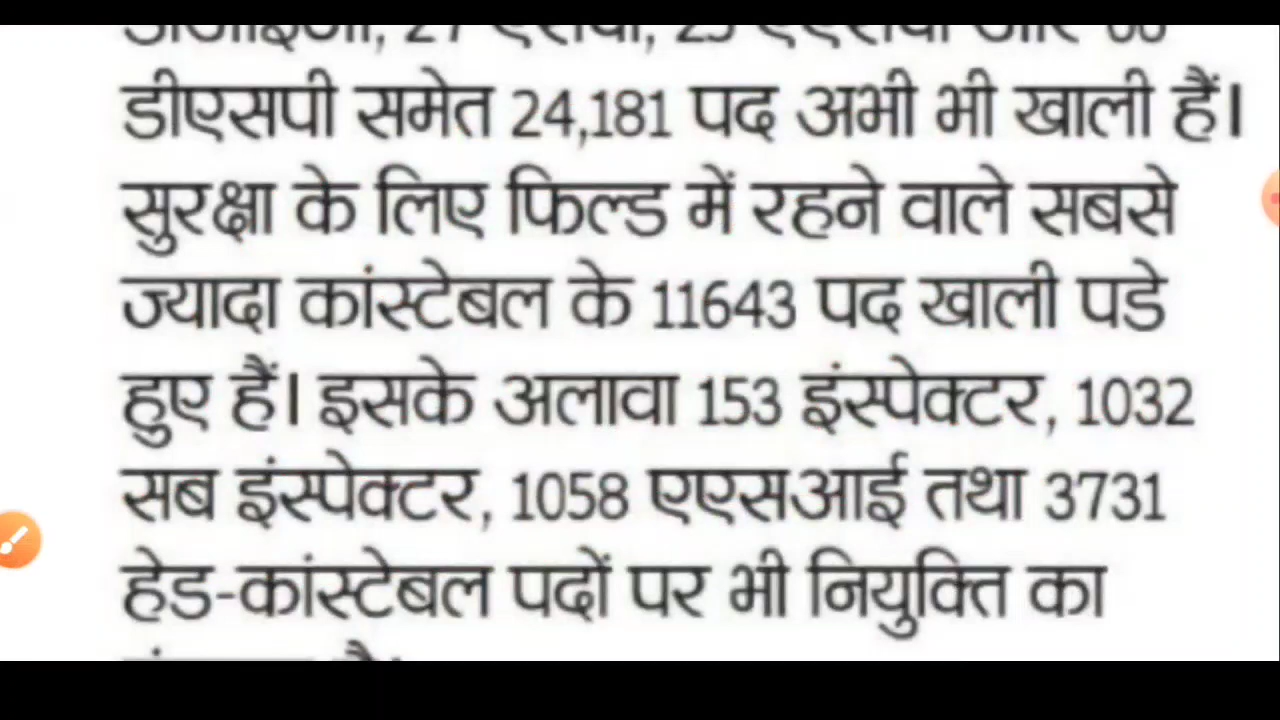 डीएसपी समेत 24,181 पद अभी भी खाली हैं।
सुरक्षा के लिए फिल्ड में रहने वाले सबसे
ज्यादा कांस्टेबल के 11643 पद खाली पडे
हुए हैं। इसके अलावा 153 इंस्पेक्टर, 1032
सब इंस्पेक्टर, 1058 एएसआई तथा 3731
हेड-कांस्टेबल पदों पर भी नियुक्ति का